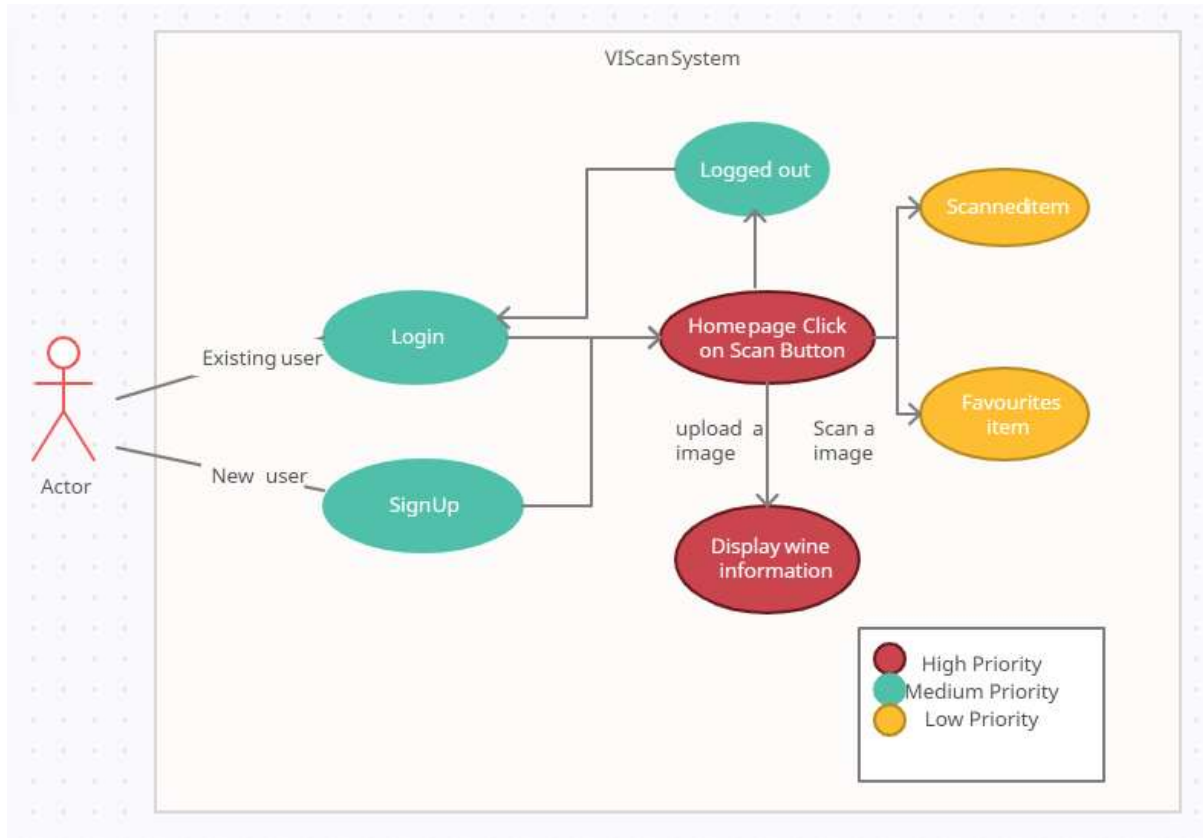 VIScan System
Logged out
Scanneditem
Homepage Click
on Scan Button
Login
Existing user
Favourites
item
upload a
image
Scan a
image
New user
Actor
SignUp
Display wine
information
High Priority
Medium Priority
Low Priority